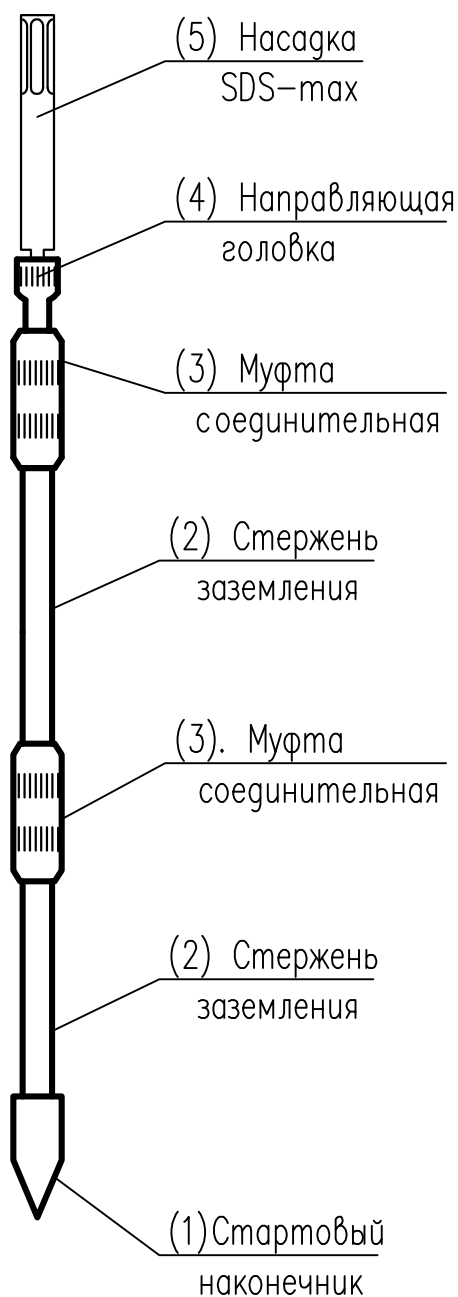 (5) Насадка
SDS-max
(4) Направляющая
головка
(3) Муфта
соединительная
(2) Стержень
заземления
(3). Муфта
соединительная
(2) Стержень
заземления
(1)Стартовый
наконечник